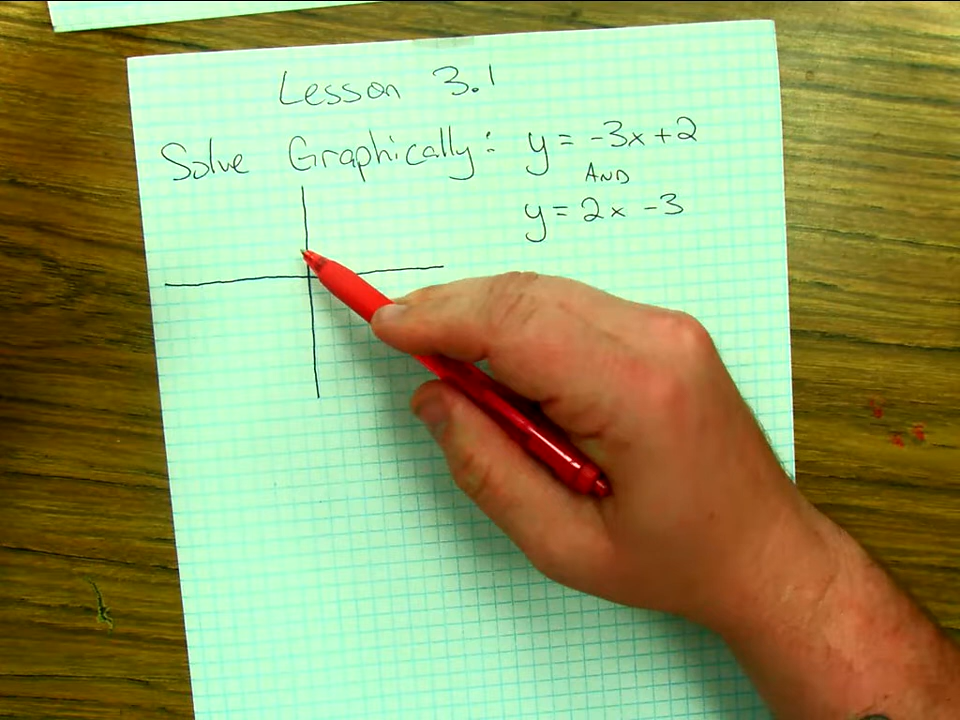 Lesson 3.1
Solve Graphically: y = -3x+2
AND
y = 2x -3